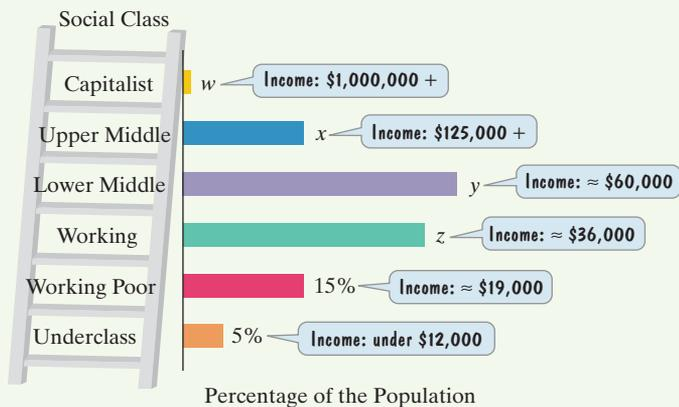 Social Class
Capitalist w Income: $1,000,000 +
Upper Middle x Income: $125,000 +
Lower Middle y Income: ≈ $60,000
Working z Income: ≈ $36,000
Working Poor 15% Income: ≈ $19,000
Underclass 5% Income: under $12,000
Percentage of the Population